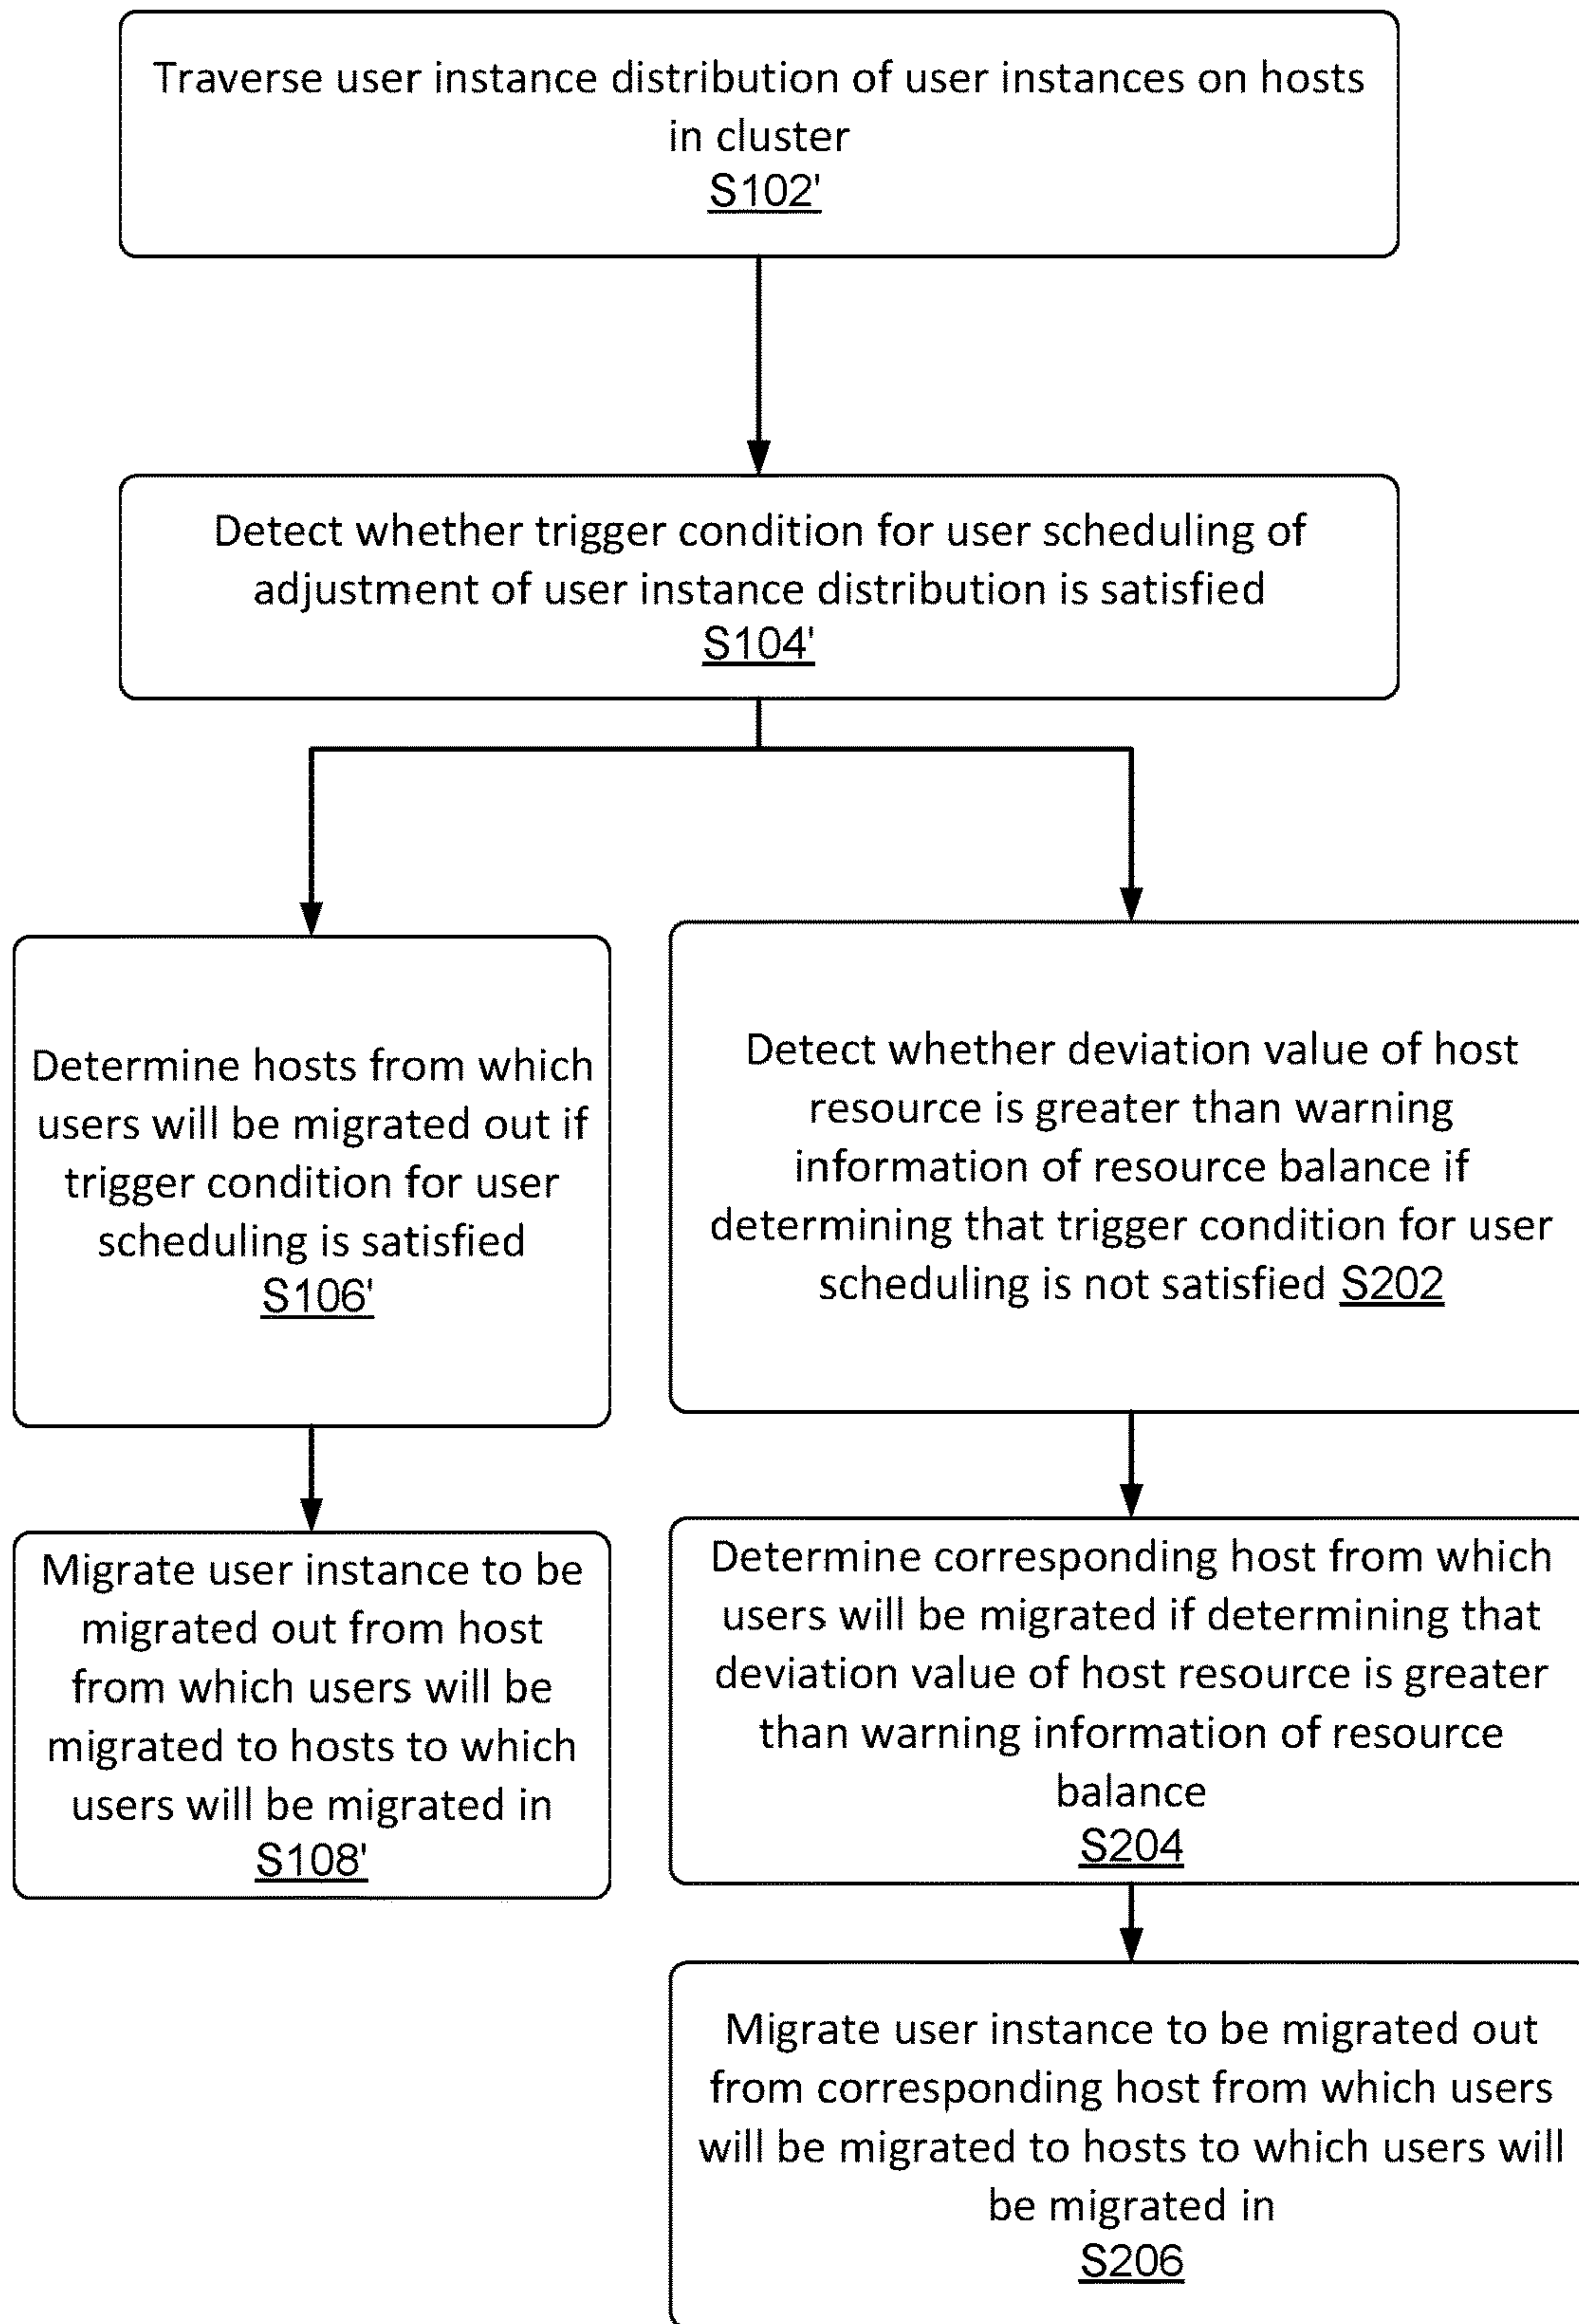 Traverse user instance distribution of user instances on hosts
in cluster
S102'
Detect whether trigger condition for user scheduling of
adjustment of user instance distribution is satisfied
S104'
Determine hosts from which
users will be migrated out if
trigger condition for user
scheduling is satisfied
S106'
Detect whether deviation value of host
resource is greater than warning
information of resource balance if
determining that trigger condition for user
scheduling is not satisfied S202
Migrate user instance to be
migrated out from host
from which users will be
migrated to hosts to which
users will be migrated in
S108'
Determine corresponding host from which
users will be migrated if determining that
deviation value of host resource is greater
than warning information of resource
balance
S204
Migrate user instance to be migrated out
from corresponding host from which users
will be migrated to hosts to which users will
be migrated in
S206